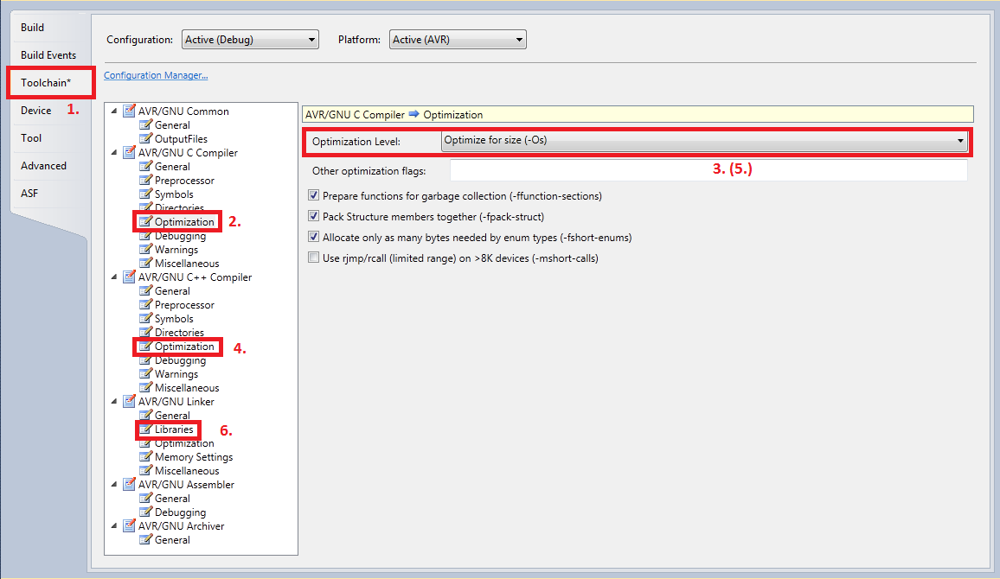 Build
Build Events
Toolchain*
1.
Device
Tool
Advanced
ASF
Configuration: Active (Debug) Platform: Active (AVR)
Configuration Manager...
AVR/GNU Common
General
OutputFiles
AVR/GNU C Compiler
General
Preprocessor
Symbols
Directories
Optimization 2.
Debugging
Warnings
Miscellaneous
AVR/GNU C++ Compiler
General
Preprocessor
Symbols
Directories
Optimization 4.
Debugging
Warnings
Miscellaneous
AVR/GNU Linker
General
Libraries 6.
Optimization
Memory Settings
Miscellaneous
AVR/GNU Assembler
General
Debugging
AVR/GNU Archiver
General
AVR/GNU C Compiler Optimization
Optimization Level: Optimize for size (-Os)
Other optimization flags: 3. (5.)
Prepare functions for garbage collection (-ffunction-sections)
Pack Structure members together (-fpack-struct)
Allocate only as many bytes needed by enum types (-fshort-enums)
Use rjmp/rcall (limited range) on >8K devices (-mshort-calls)